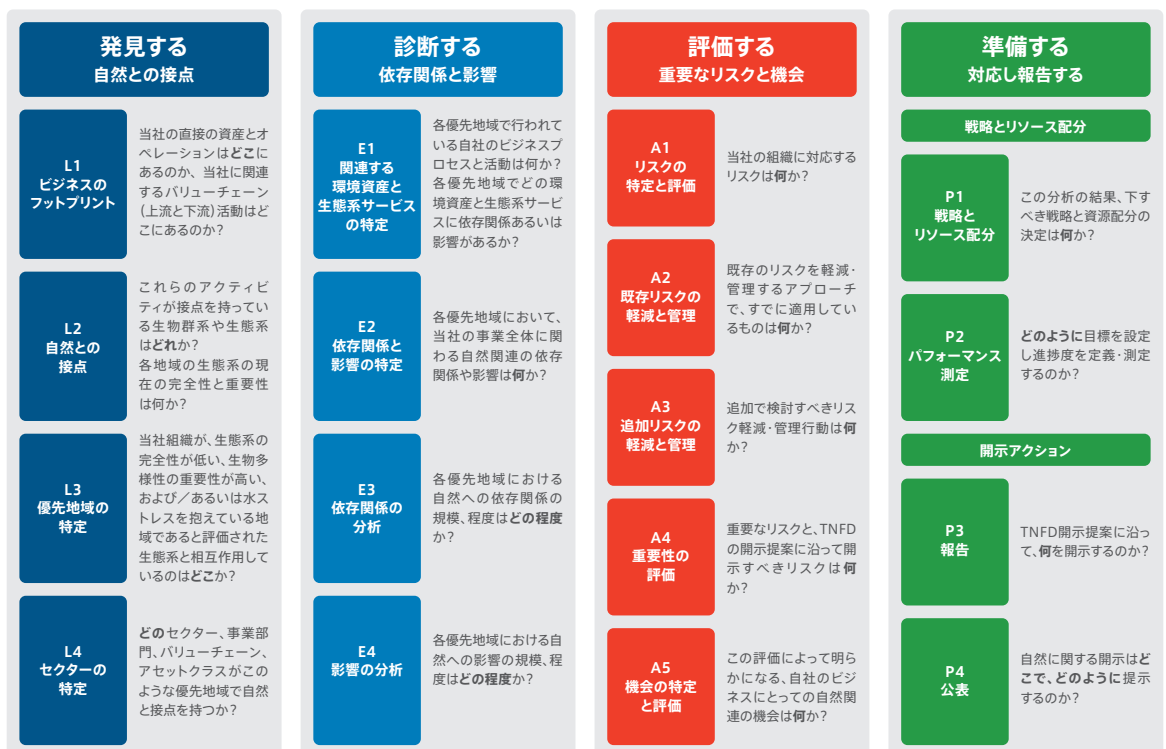 発見する
自然との接点
L1
ビジネスの
フットプリント
当社の直接の資産とオ
ペレーションはどこに
あるのか、当社に関連
するバリューチェーン
(上流と下流)活動はど
こにあるのか?
L2
自然との
接点
これらのアクティビ
ティが接点を持ってい
る生物群系や生態系
はどれか?
各地域の生態系の現
在の完全性と重要性
は何か?
L3
優先地域の
特定
当社組織が、生態系の
完全性が低い、生物多
様性の重要性が高い、
および/あるいは水ス
トレスを抱えている地
域であると評価された
生態系と相互作用して
いるのはどこか?
L4
セクターの
特定
どのセクター、事業部
門、バリューチェーン、
アセットクラスがこの
ような優先地域で自然
と接点を持つか?
診断する
依存関係と影響
E1
関連する
環境資産と
生態系サービス
の特定
各優先地域で行われて
いる自社のビジネスプ
ロセスと活動は何か?
各優先地域でどの環
境資産と生態系サービ
スに依存関係あるいは
影響があるか?
E2
依存関係と
影響の特定
各優先地域において、
当社の事業全体に関
わる自然関連の依存
関係や影響は何か?
E3
依存関係の
分析
各優先地域における
自然への依存関係の
規模、程度はどの程度
か?
E4
影響の分析
各優先地域における自
然への影響の規模、程
度はどの程度か?
評価する
重要なリスクと機会
A1
リスクの
特定と評価
当社の組織に対応する
リスクは何か?
A2
既存リスクの
軽減と管理
既存のリスクを軽減・
管理するアプローチ
で、すでに適用してい
るものは何か?
A3
追加リスクの
軽減と管理
追加で検討すべきリス
ク軽減・管理行動は何
か?
A4
重要性の
評価
重要なリスクと、TNFD
の開示提案に沿って開
示すべきリスクは何
か?
A5
機会の特定
と評価
この評価によって明ら
かになる、自社のビジ
ネスにとっての自然関
連の機会は何か?
準備する
対応し報告する
戦略とリソース配分
P1
戦略と
リソース配分
この分析の結果、下す
べき戦略と資源配分の
決定は何か?
P2
パフォーマンス
測定
どのように目標を設定
し進捗度を定義・測定
するのか?
開示アクション
P3
報告
TNFD開示提案に沿っ
て、何を開示するのか?
P4
公表
自然に関する開示はど
こで、どのように提示
するのか?